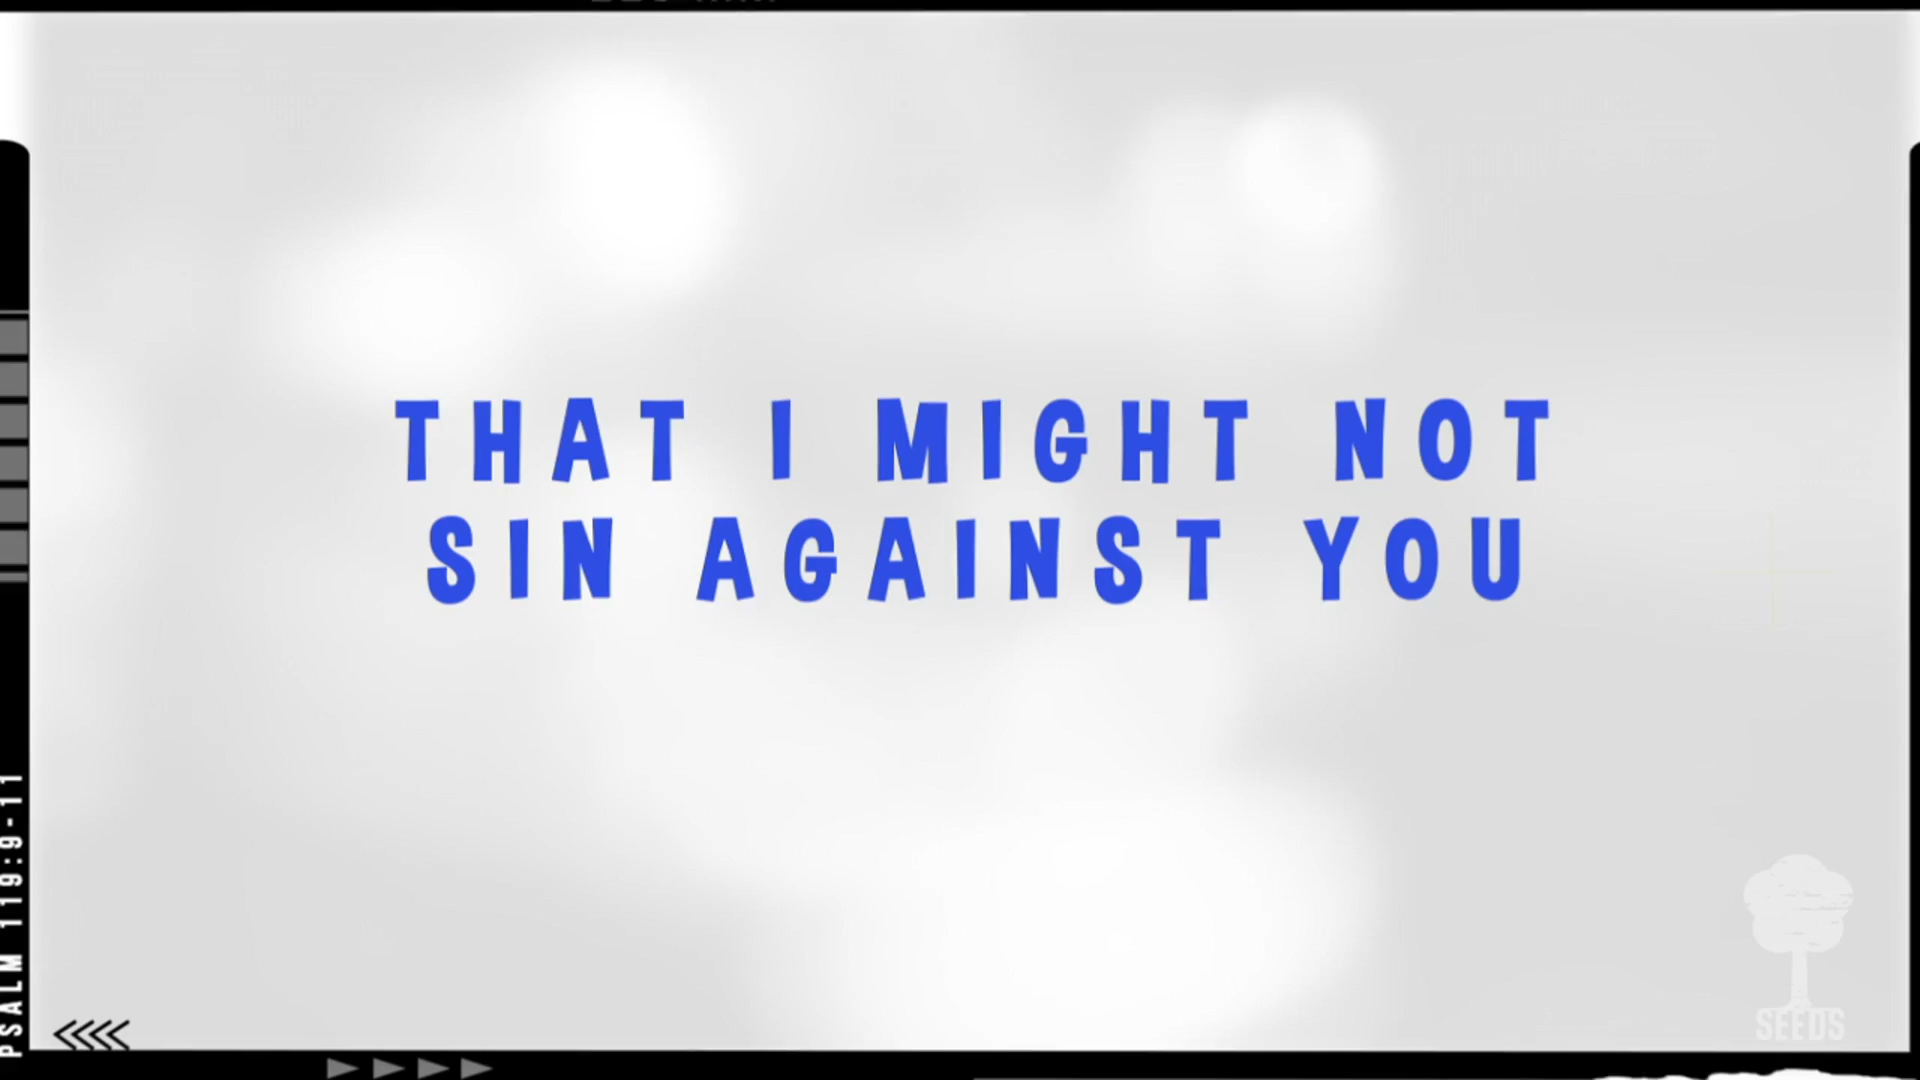 THAT I MIGHT NOT
SIN AGAINST YOU
PSALM 119:9-11
SEEDS